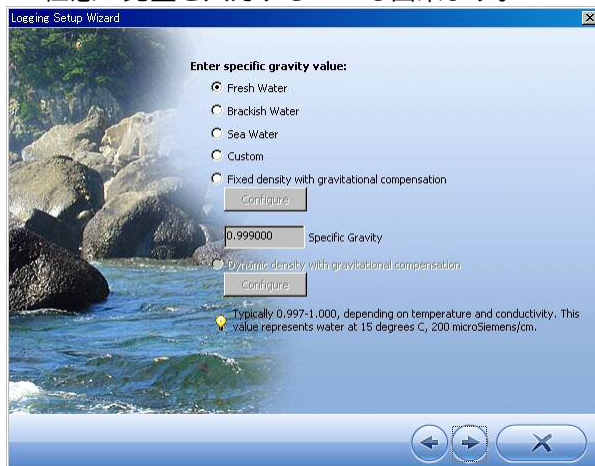 Logging Setup Wizard
Enter specific gravity value:
Fresh Water
Brackish Water
Sea Water
Custom
Fixed density with gravitational compensation
Configure
0.999000 Specific Gravity
Dynamic density with gravitational compensation
Configure
Typically 0.997-1.000, depending on temperature and conductivity. This
value represents water at 15 degrees C, 200 microSiemens/cm.